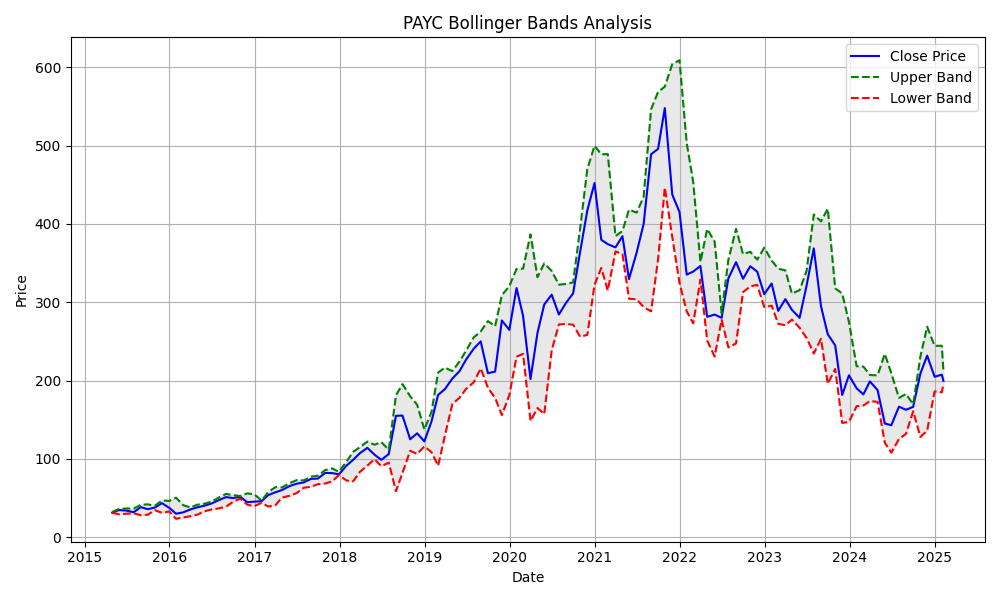 PAYC Bollinger Bands Analysis
Close Price
Upper Band
Lower Band
Price
600
500
400
300
200
100
0
2015 2016 2017 2018 2019 2020 2021 2022 2023 2024 2025
Date